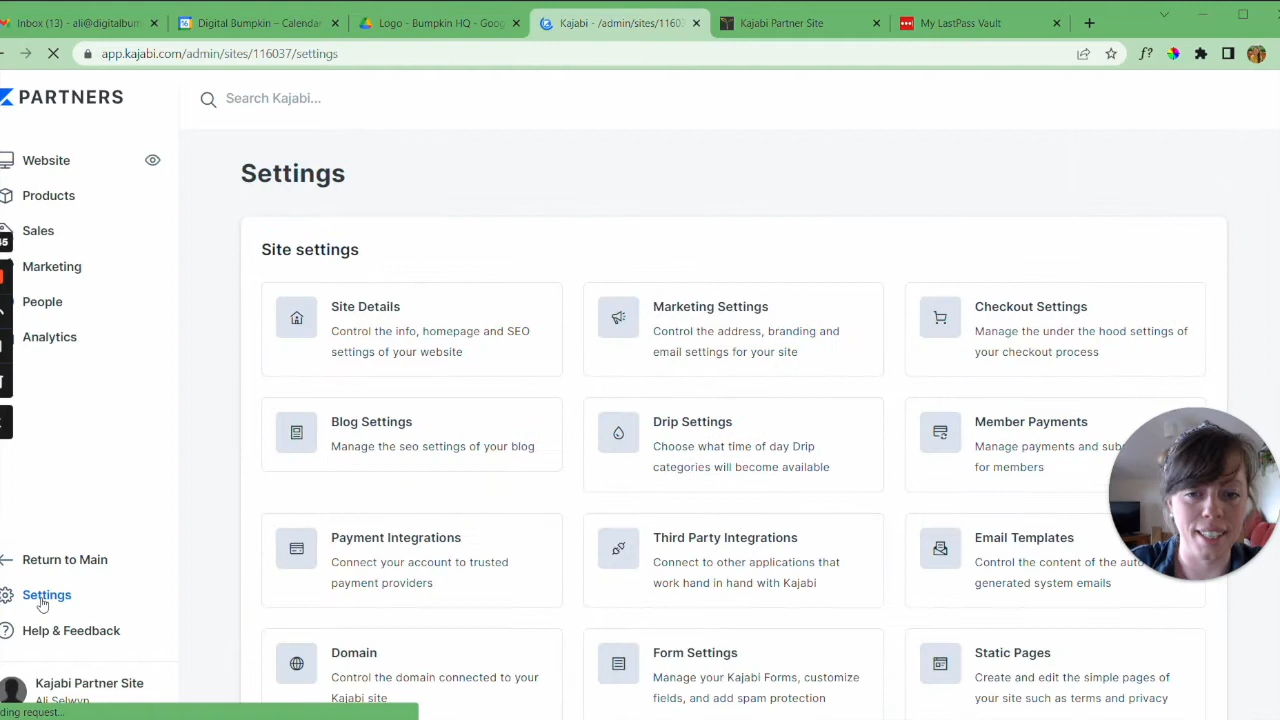 Inbox (13) – ali@digitalbum
Digital Bumpkin – Calendar
Logo - Bumpkin HQ - Goog
Kajabi - /admin/sites/1160
Kajabi Partner Site
My LastPass Vault
app.kajabi.com/admin/sites/116037/settings
PARTNERS
Search Kajabi...
Website
Products
Sales
Marketing
People
Analytics
Return to Main
Settings
Help & Feedback
Kajabi Partner Site
Ali Selwyn
Settings
Site settings
Site Details
Control the info, homepage and SEO
settings of your website
Marketing Settings
Control the address, branding and
email settings for your site
Checkout Settings
Manage the under the hood settings of
your checkout process
Blog Settings
Manage the seo settings of your blog
Drip Settings
Choose what time of day Drip
categories will become available
Member Payments
Manage payments and sub
for members
Payment Integrations
Connect your account to trusted
payment providers
Third Party Integrations
Connect to other applications that
work hand in hand with Kajabi
Email Templates
Control the content of the auto
generated system emails
Domain
Control the domain connected to your
Kajabi site
Form Settings
Manage your Kajabi Forms, customize
fields, and add spam protection
Static Pages
Create and edit the simple pages of
your site such as terms and privacy
ding request...